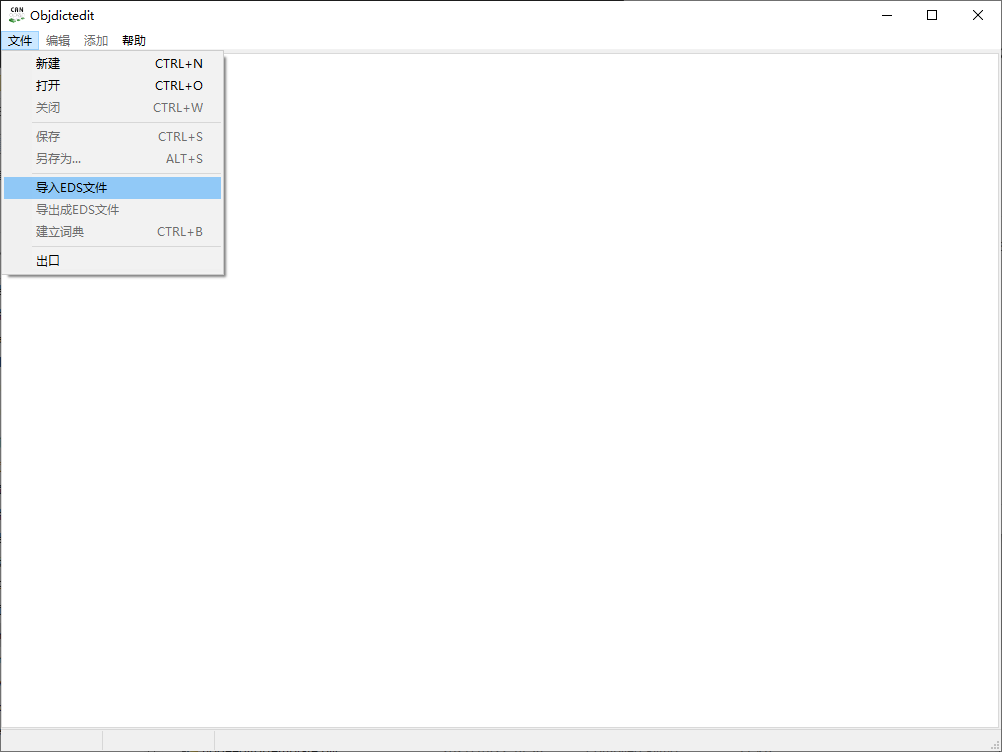 CAN
Objdictedit
文件 编辑 添加 帮助
新建 CTRL+N
打开 CTRL+O
关闭 CTRL+W
保存 CTRL+S
另存为... ALT+S
导入EDS文件
导出成EDS文件
建立词典 CTRL+B
出口